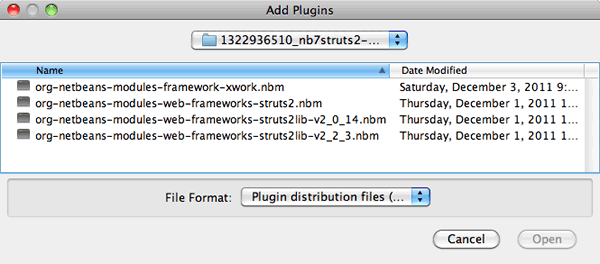 Add Plugins
1322936510_nb7struts2-...
Name Date Modified
org-netbeans-modules-framework-xwork.nbm Saturday, December 3, 2011 9:...
org-netbeans-modules-web-frameworks-struts2.nbm Thursday, December 1, 2011 1...
org-netbeans-modules-web-frameworks-struts2lib-v2_0_14.nbm Thursday, December 1, 2011 1...
org-netbeans-modules-web-frameworks-struts2lib-v2_2_3.nbm Thursday, December 1, 2011 1...
File Format: Plugin distribution files (...
Cancel Open